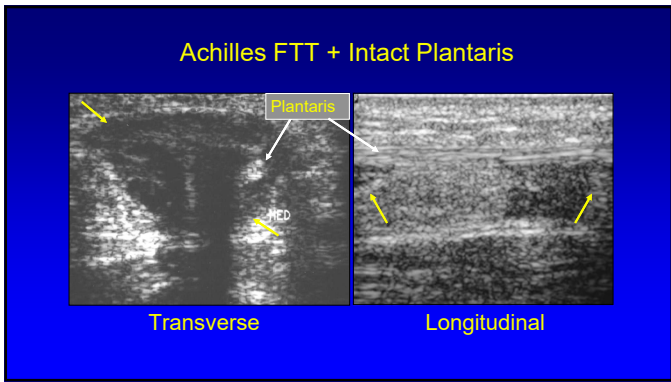 Achilles FTT + Intact Plantaris
Plantaris
MED
Transverse
Longitudinal